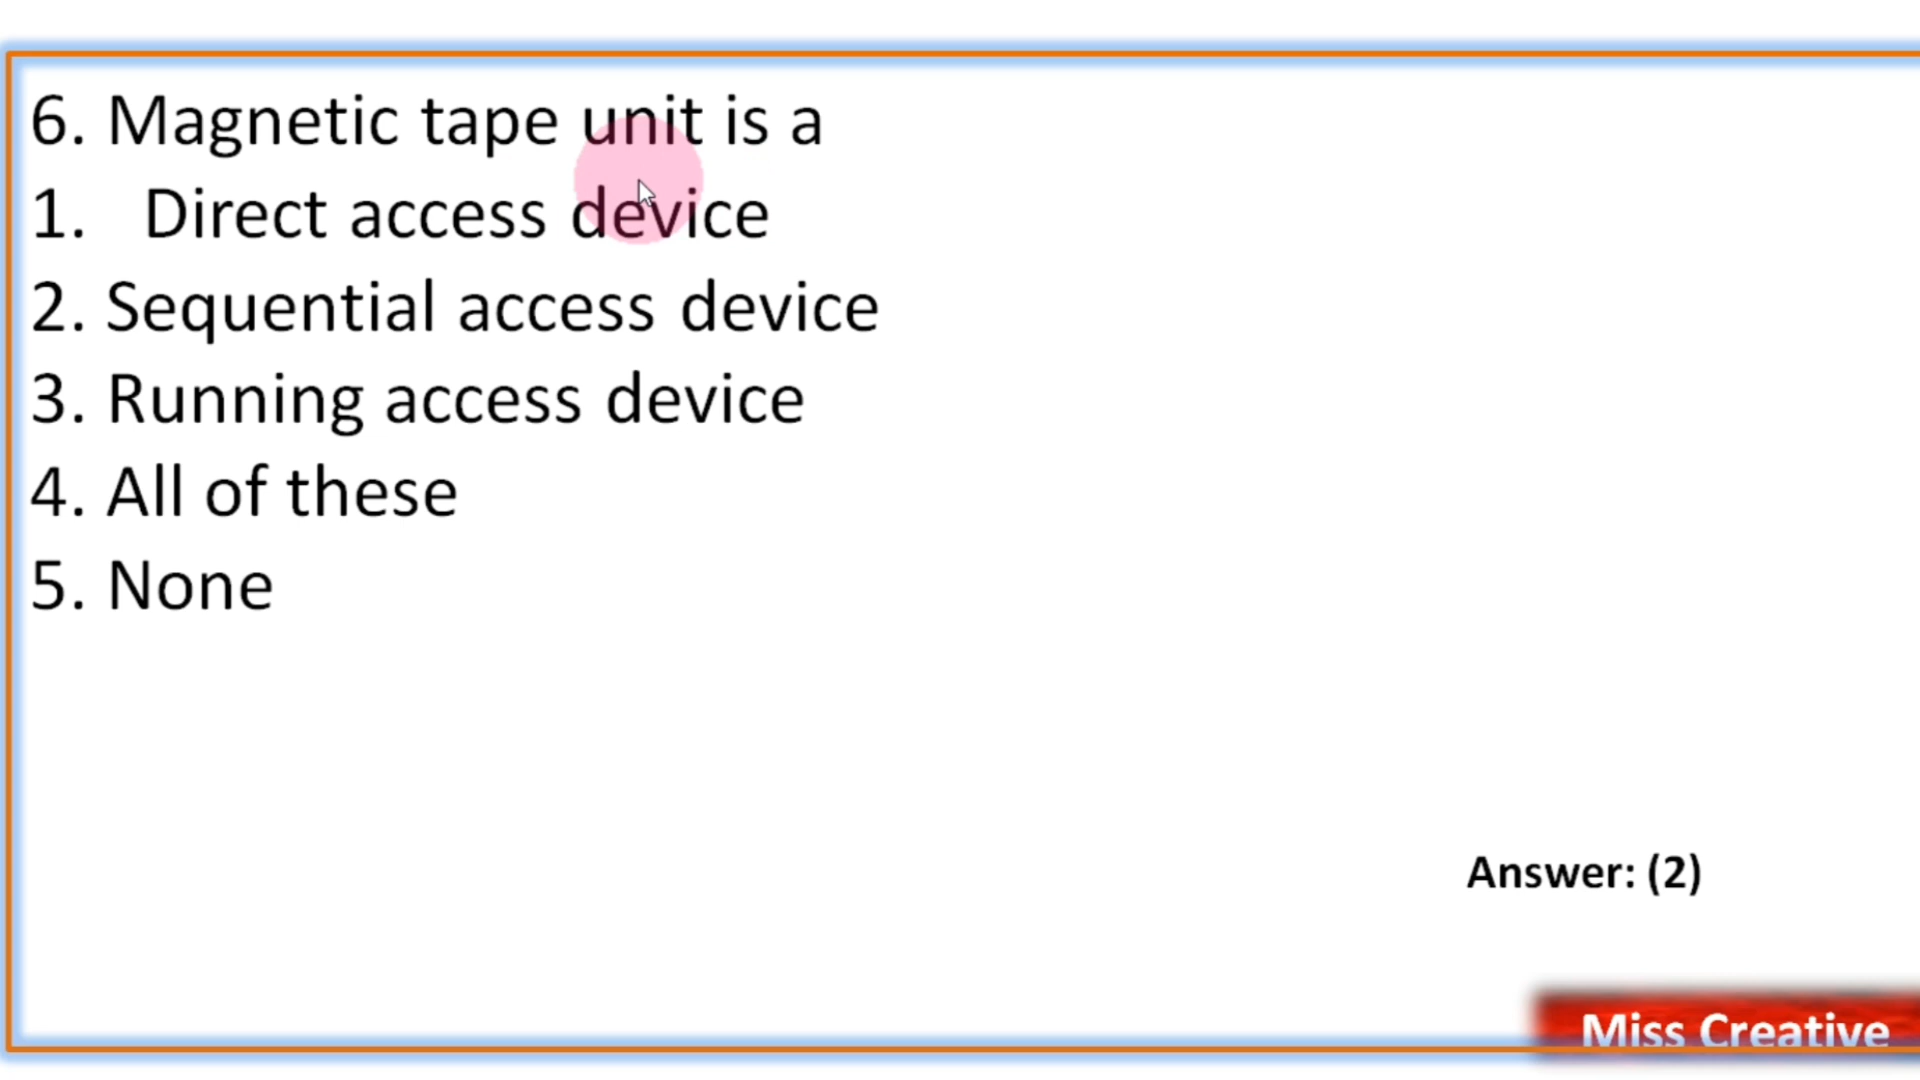 6. Magnetic tape unit is a
1. Direct access device
2. Sequential access device
3. Running access device
4. All of these
5. None
Answer: (2)
Miss Creative